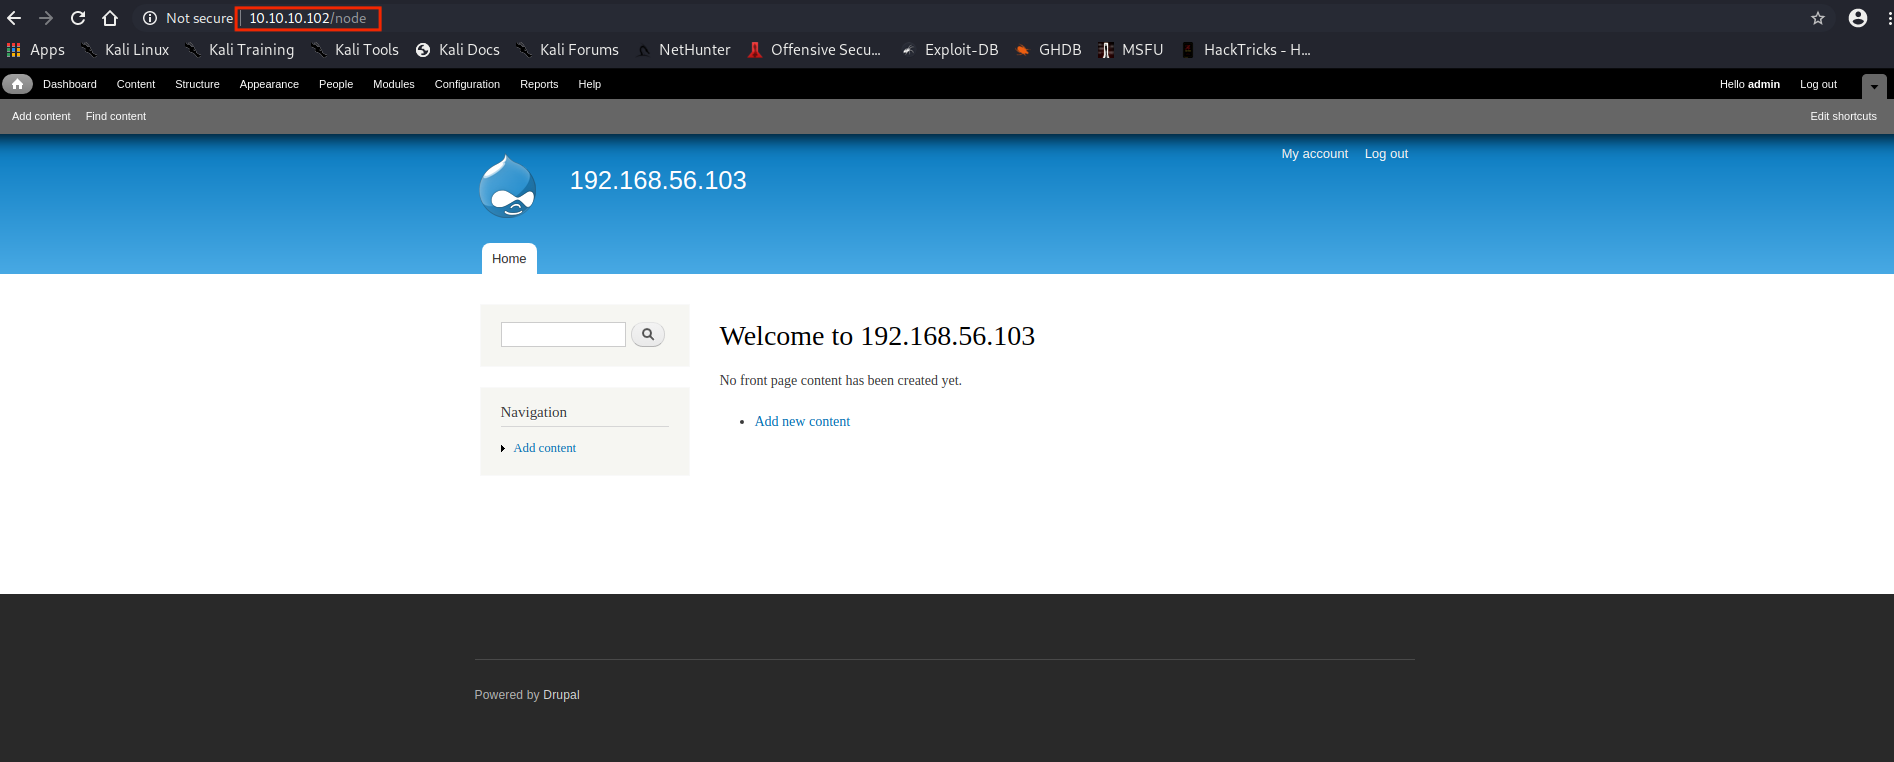 Not secure 10.10.10.102/node
Apps Kali Linux Kali Training Kali Tools Kali Docs Kali Forums NetHunter Offensive Secu... Exploit-DB GHDB MSFU HackTricks - H...
Dashboard Content Structure Appearance People Modules Configuration Reports Help Hello admin Log out
Add content Find content Edit shortcuts
My account Log out
192.168.56.103
Home
Welcome to 192.168.56.103
No front page content has been created yet.
Add new content
Navigation
Add content
Powered by Drupal